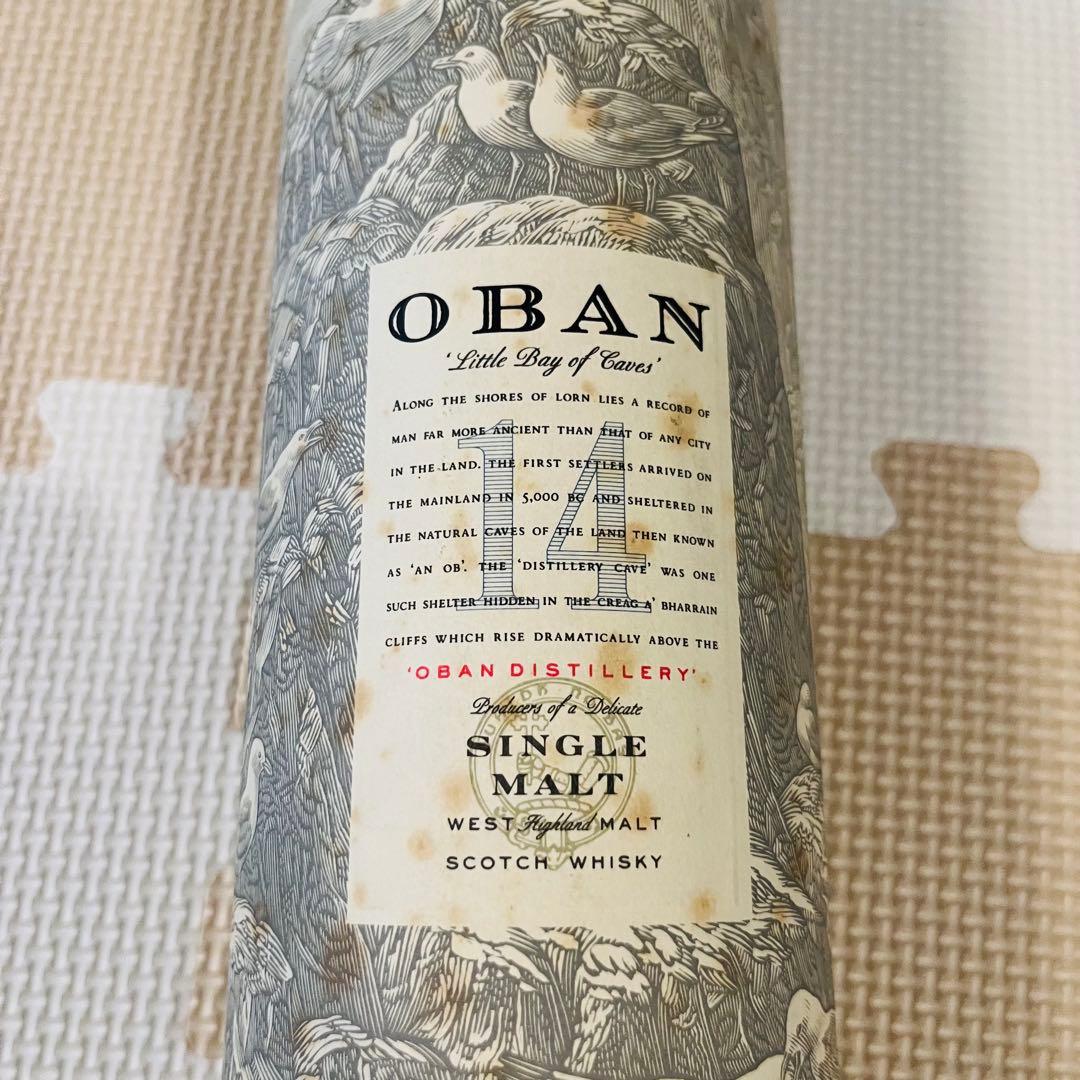 OBAN
'Little Bay of Caves'
ALONG THE SHORES OF LORN LIES A RECORD OF
MAN FAR MORE ANCIENT THAN THAT OF ANY CITY
IN THE LAND. THE FIRST SETTLERS ARRIVED ON
THE MAINLAND IN 5,000 BC AND SHELTERED IN
THE NATURAL CAVES OF THE LAND THEN KNOWN
AS 'AN OB'. THE 'DISTILLERY CAVE' WAS ONE
SUCH SHELTER HIDDEN IN THE CREAG A' BHARRAIN
CLIFFS WHICH RISE DRAMATICALLY ABOVE THE
14
'OBAN DISTILLERY'
Producers of a Delicate
SINGLE
MALT
WEST Highland MALT
SCOTCH WHISKY